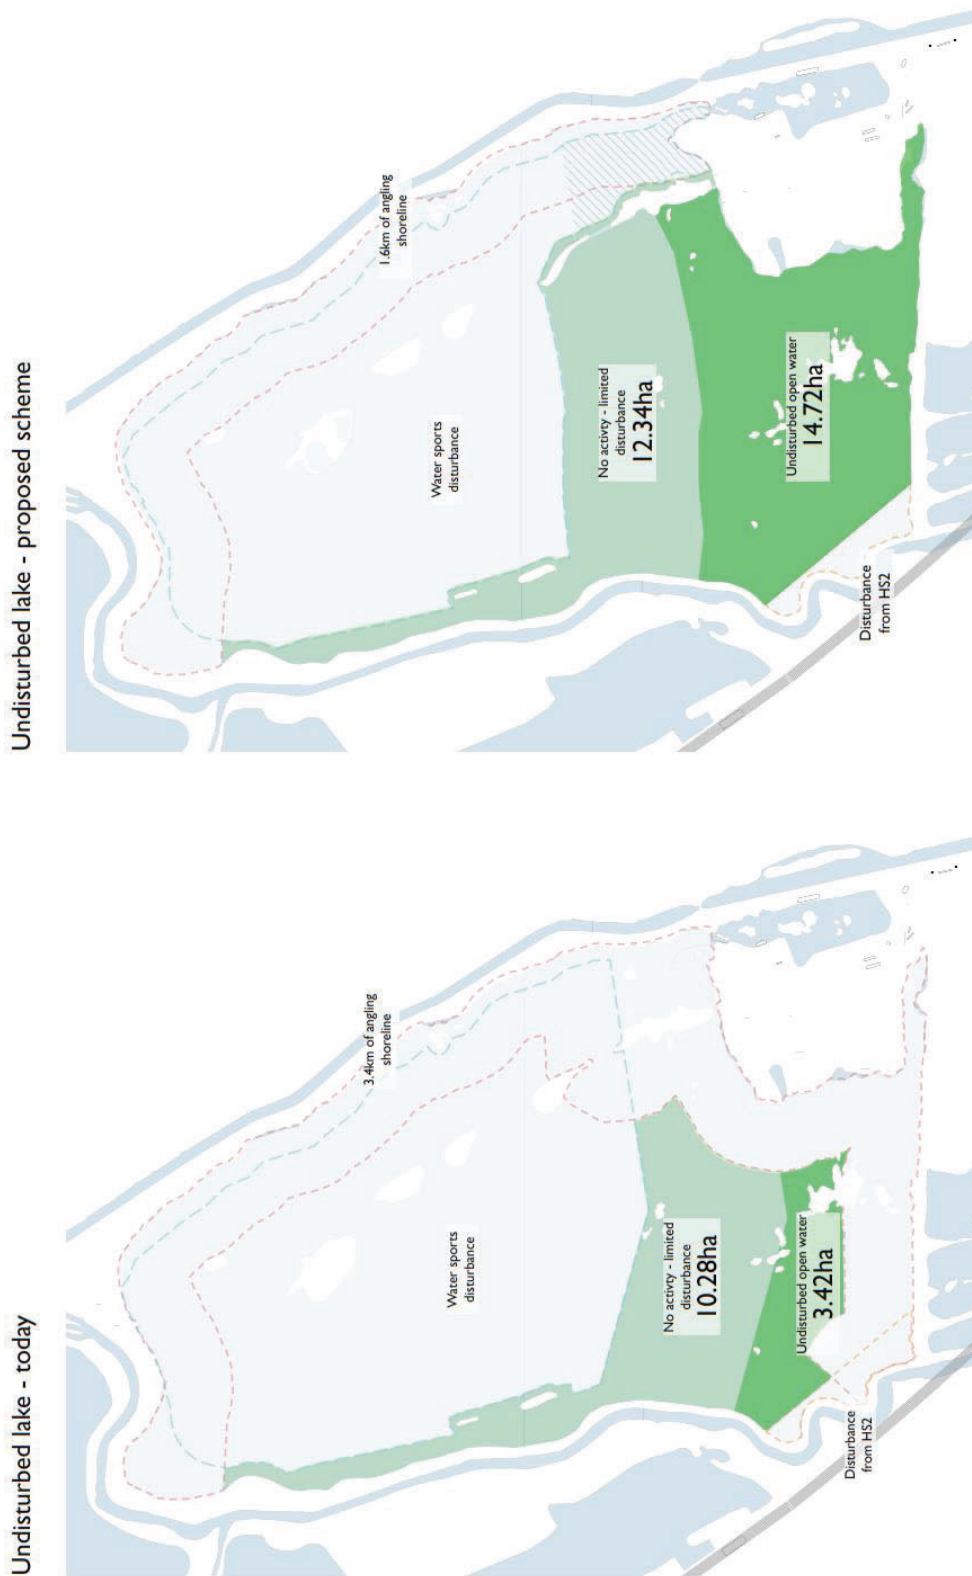 Undisturbed lake - today
3.4km of angling
shoreline
Water sports
disturbance
No activty - limited
disturbance
10.28ha
Undisturbed open water
3.42ha
Disturbance
from HS2
Undisturbed lake - proposed scheme
1.6km of angling
shoreline
Water sports
disturbance
No activty - limited
disturbance
12.34ha
Undisturbed open water
14.72ha
Disturbance
from HS2